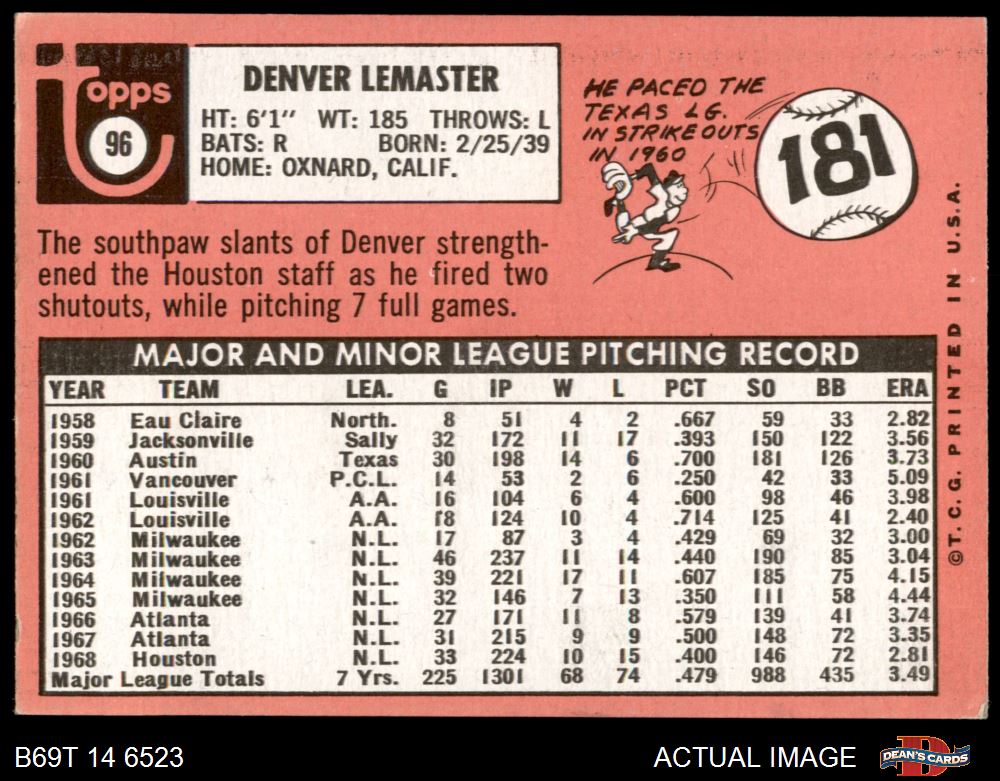 Topps
96
DENVER LEMASTER
HT: 6'1" WT: 185 THROWS: L
BATS: R BORN: 2/25/39
HOME: OXNARD, CALIF.
HE PACED THE
TEXAS LG.
IN STRIKEOUTS
IN 1960
181
The southpaw slants of Denver strength-
ened the Houston staff as he fired two
shutouts, while pitching 7 full games.
MAJOR AND MINOR LEAGUE PITCHING RECORD
YEAR TEAM LEA. G IP W L PCT SO BB ERA
1958 Eau Claire North. 8 51 4 2 .667 59 33 2.82
1959 Jacksonville Sally 32 172 11 17 .393 150 122 3.56
1960 Austin Texas 30 198 14 6 .700 181 126 3.73
1961 Vancouver P.C.L. 14 53 2 6 .250 42 33 5.09
1961 Louisville A.A. 16 104 6 4 .600 98 46 3.98
1962 Louisville A.A. 18 124 10 4 .714 125 41 2.40
1962 Milwaukee N.L. 17 87 3 4 .429 69 32 3.00
1963 Milwaukee N.L. 46 237 11 14 .440 190 85 3.04
1964 Milwaukee N.L. 39 221 17 11 .607 185 75 4.15
1965 Milwaukee N.L. 32 146 7 13 .350 111 58 4.44
1966 Atlanta N.L. 27 171 11 8 .579 139 41 3.74
1967 Atlanta N.L. 31 215 9 9 .500 148 72 3.35
1968 Houston N.L. 33 224 10 15 .400 146 72 2.81
Major League Totals 7 Yrs. 225 1301 68 74 .479 988 435 3.49
©T.C.G. PRINTED IN U.S.A.
B69T 14 6523
ACTUAL IMAGE
DEAN'S CARDS